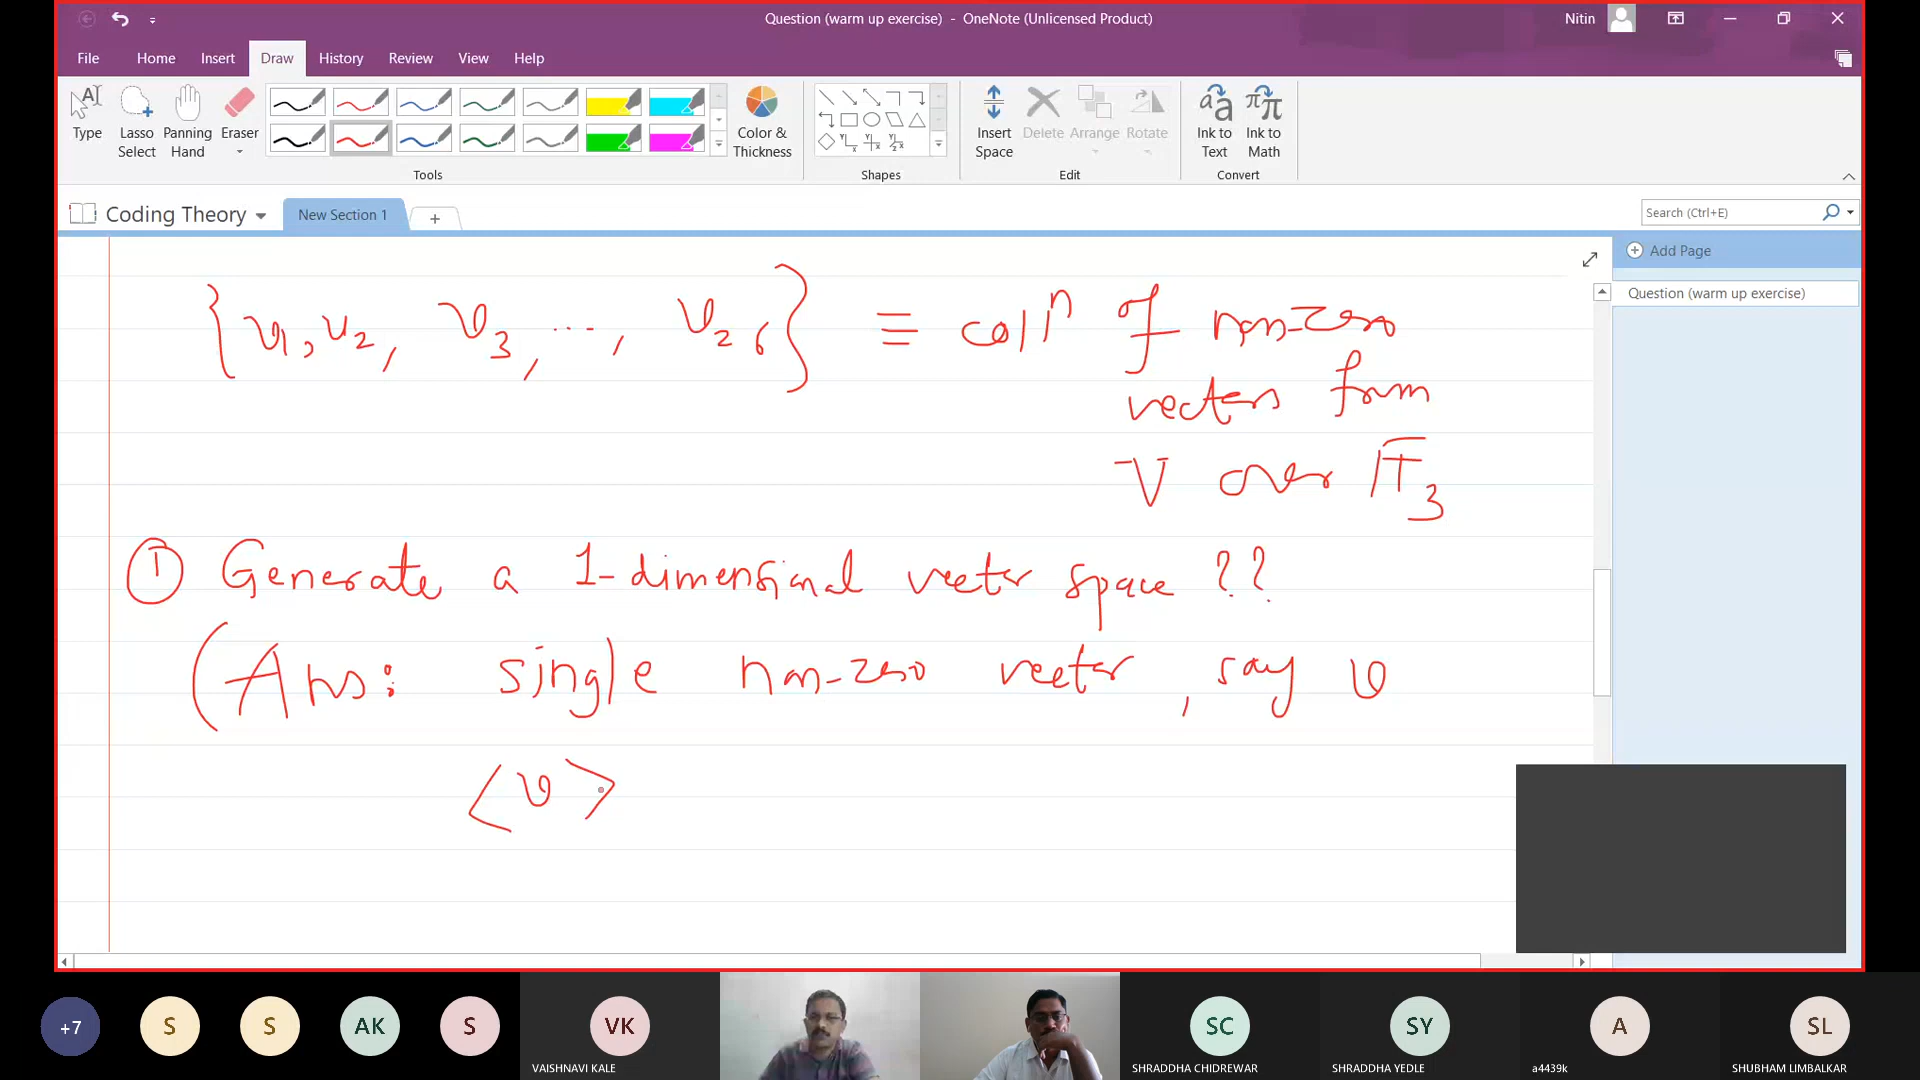 Question (warm up exercise) - OneNote (Unlicensed Product)
Nitin
File Home Insert Draw History Review View Help
Type
Lasso Select
Panning Hand
Eraser
Color & Thickness
Insert Space
Delete
Arrange
Rotate
Ink to Text
Ink to Math
Tools
Shapes
Edit
Convert
Coding Theory
New Section 1
Search (Ctrl+E)
Add Page
Question (warm up exercise)
{v1, v2, v3, ..., v26} ≡ collⁿ of non-zero
vectors from
V over F3
① Generate a 1-dimensional vector space ??
(Ans: single non-zero vector, say v
<v>
+7
S
S
AK
S
VK
VAISHNAVI KALE
SC
SHRADDHA CHIDREWAR
SY
SHRADDHA YEDLE
A
a4439k
SL
SHUBHAM LIMBALKAR